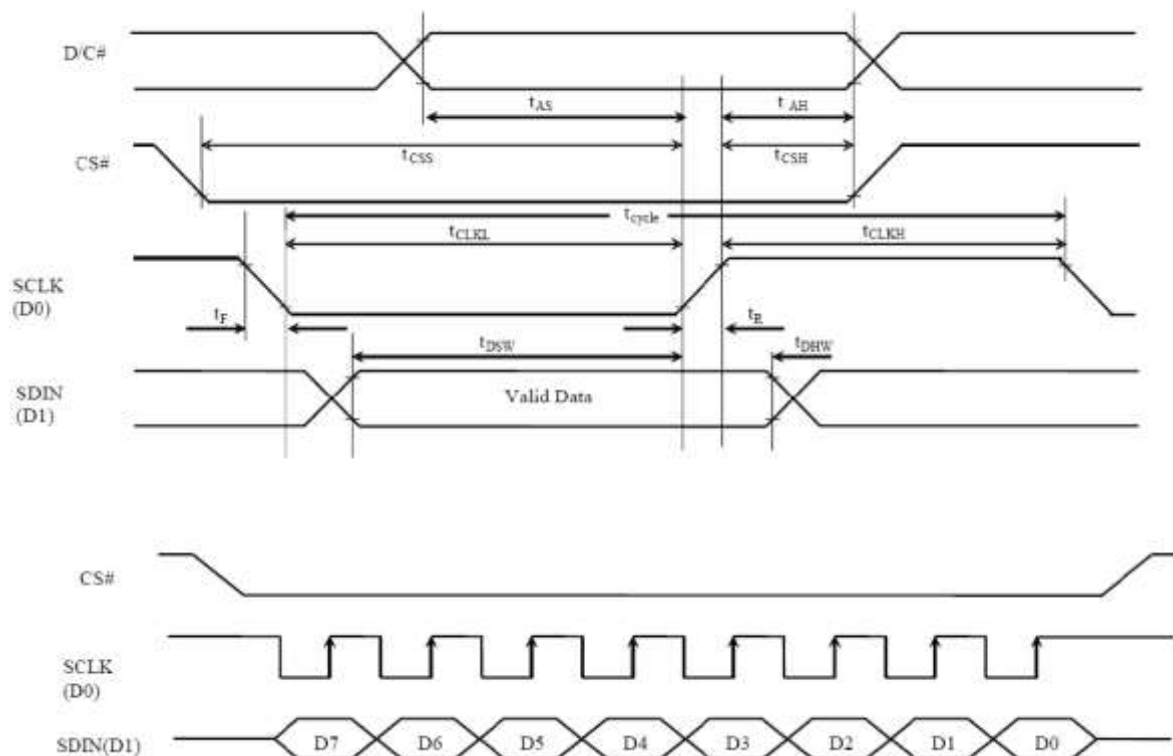 D/C#
tAS
t AH
CS#
tCSS
tCSH
tcycle
tCLKL
tCLKH
SCLK
(D0)
tF
tR
tDSW
tDHW
SDIN
(D1)
Valid Data
CS#
SCLK
(D0)
SDIN(D1)
D7
D6
D5
D4
D3
D2
D1
D0